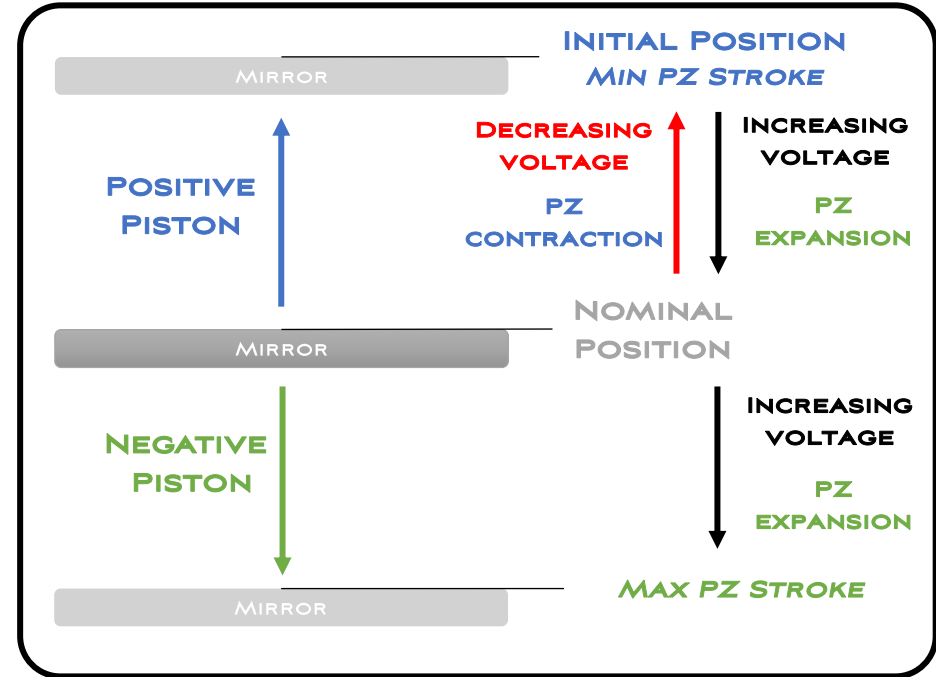 Initial Position
Min PZ Stroke
Mirror
Decreasing
voltage
PZ
contraction
Increasing
voltage
PZ
expansion
Positive
Piston
Nominal
Position
Mirror
Increasing
voltage
PZ
expansion
Negative
Piston
Max PZ Stroke
Mirror